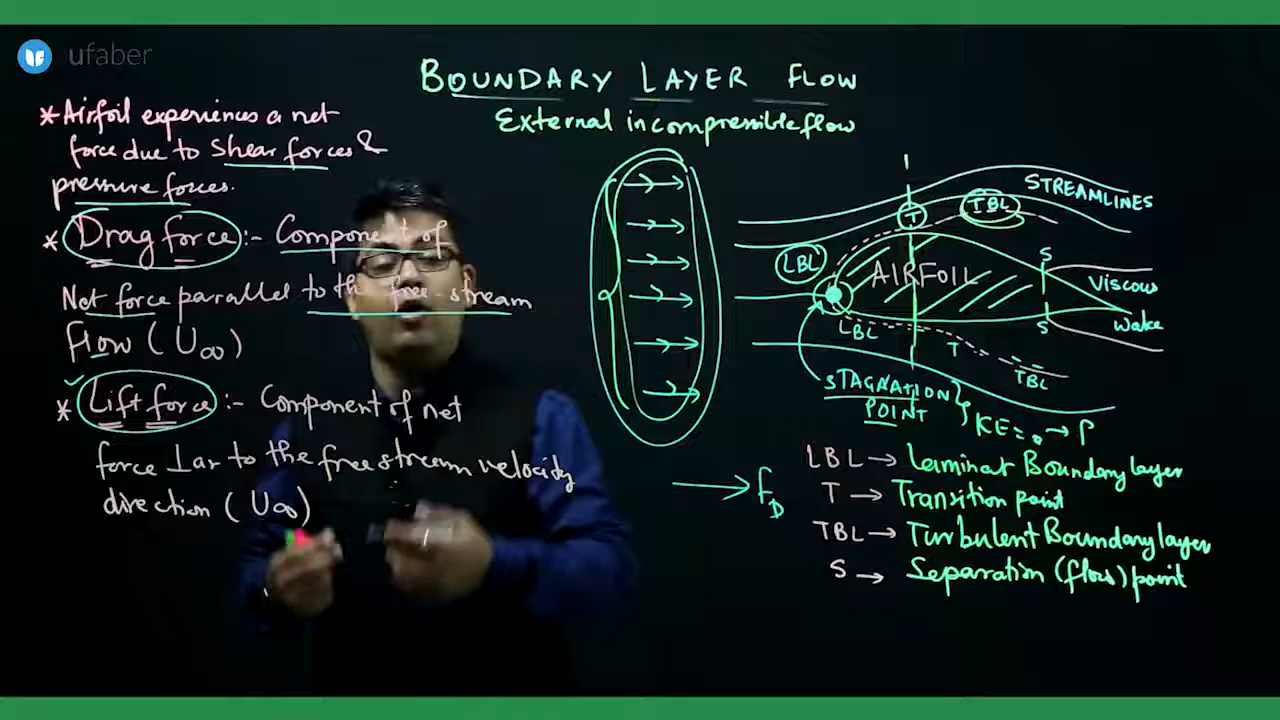 ufaber
BOUNDARY LAYER FLOW
External incompressible flow
* Airfoil experiences a net
force due to shear forces &
pressure forces.
* Drag force :- Component of
Net force parallel to the free-stream
flow (U∞)
* Lift force :- Component of net
force ⊥ar to the free stream velocity
direction (U∞)
STREAMLINES
T
TBL
LBL
AIRFOIL
S
Viscous
Wake
S
LBL
T
TBL
STAGNATION
POINT
KE=0 → P
→ F_D
LBL → Laminar Boundary layer
T → Transition point
TBL → Turbulent Boundary layer
S → Separation (flow) point